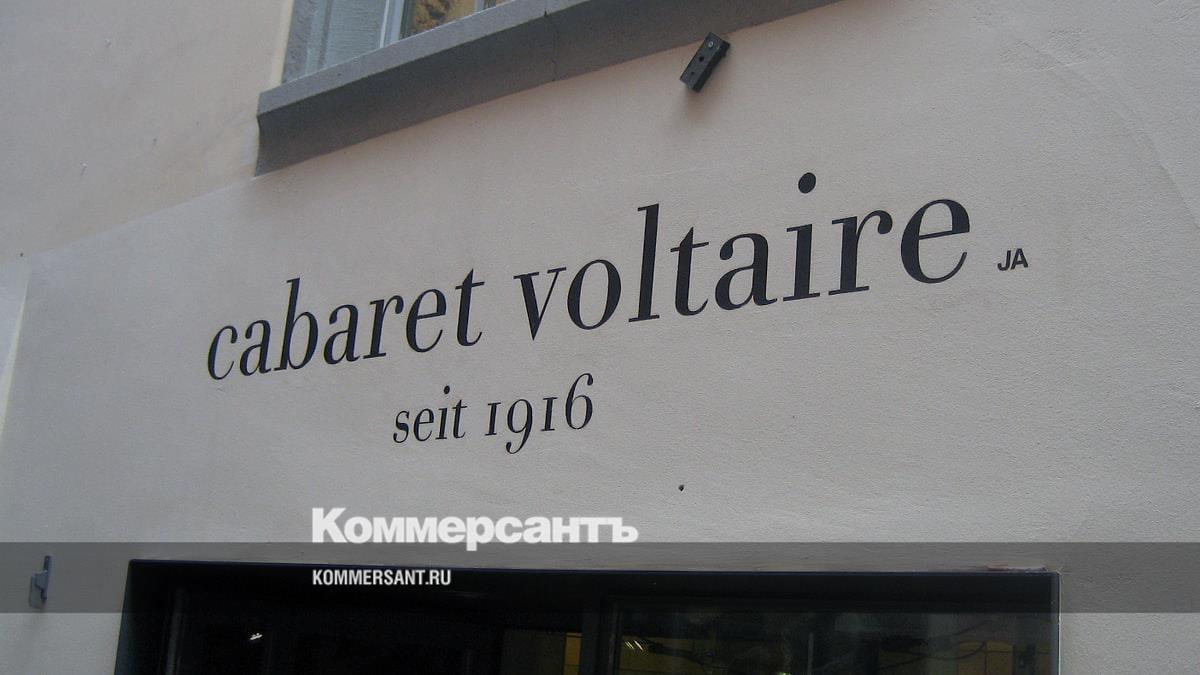 cabaret voltaire JA
seit 1916
Коммерсантъ
KOMMERSANT.RU